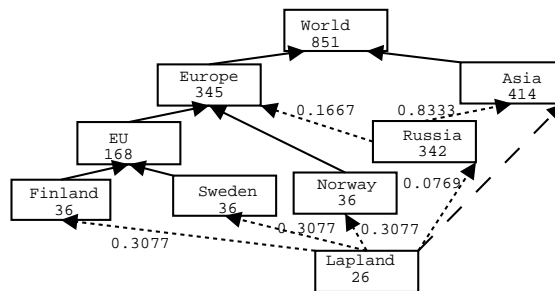 World
851
Europe
345
Asia
414
0.1667
0.8333
EU
168
Russia
342
Finland
36
Sweden
36
Norway
36
0.0769
0.3077
0.3077
0.3077
Lapland
26